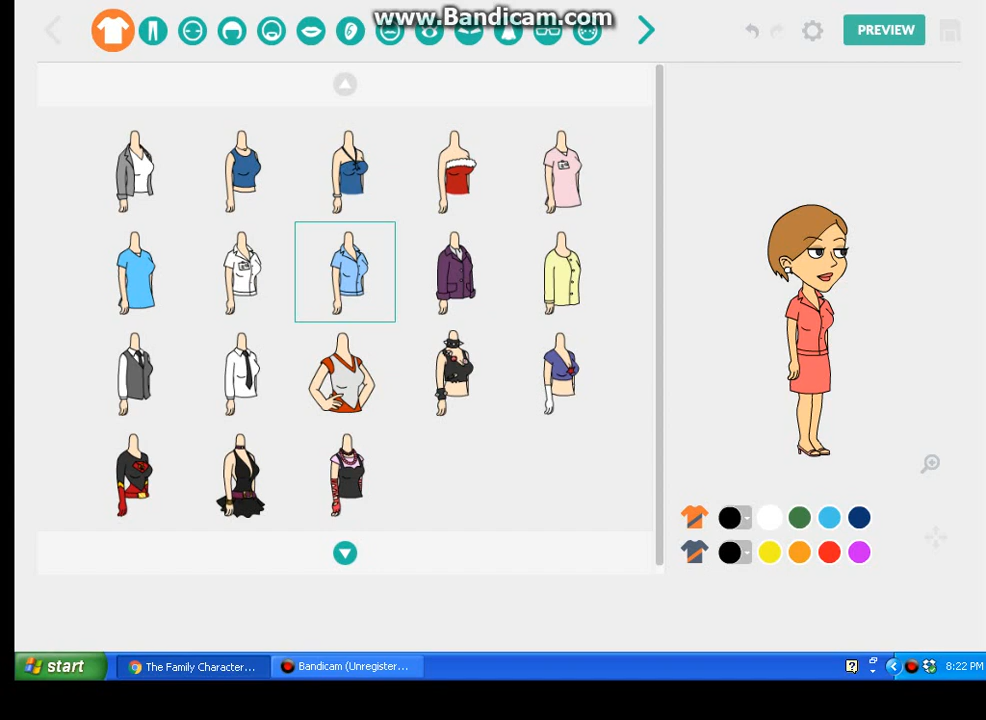 www.Bandicam.com
PREVIEW
start
The Family Character...
Bandicam (Unregister...
8:22 PM